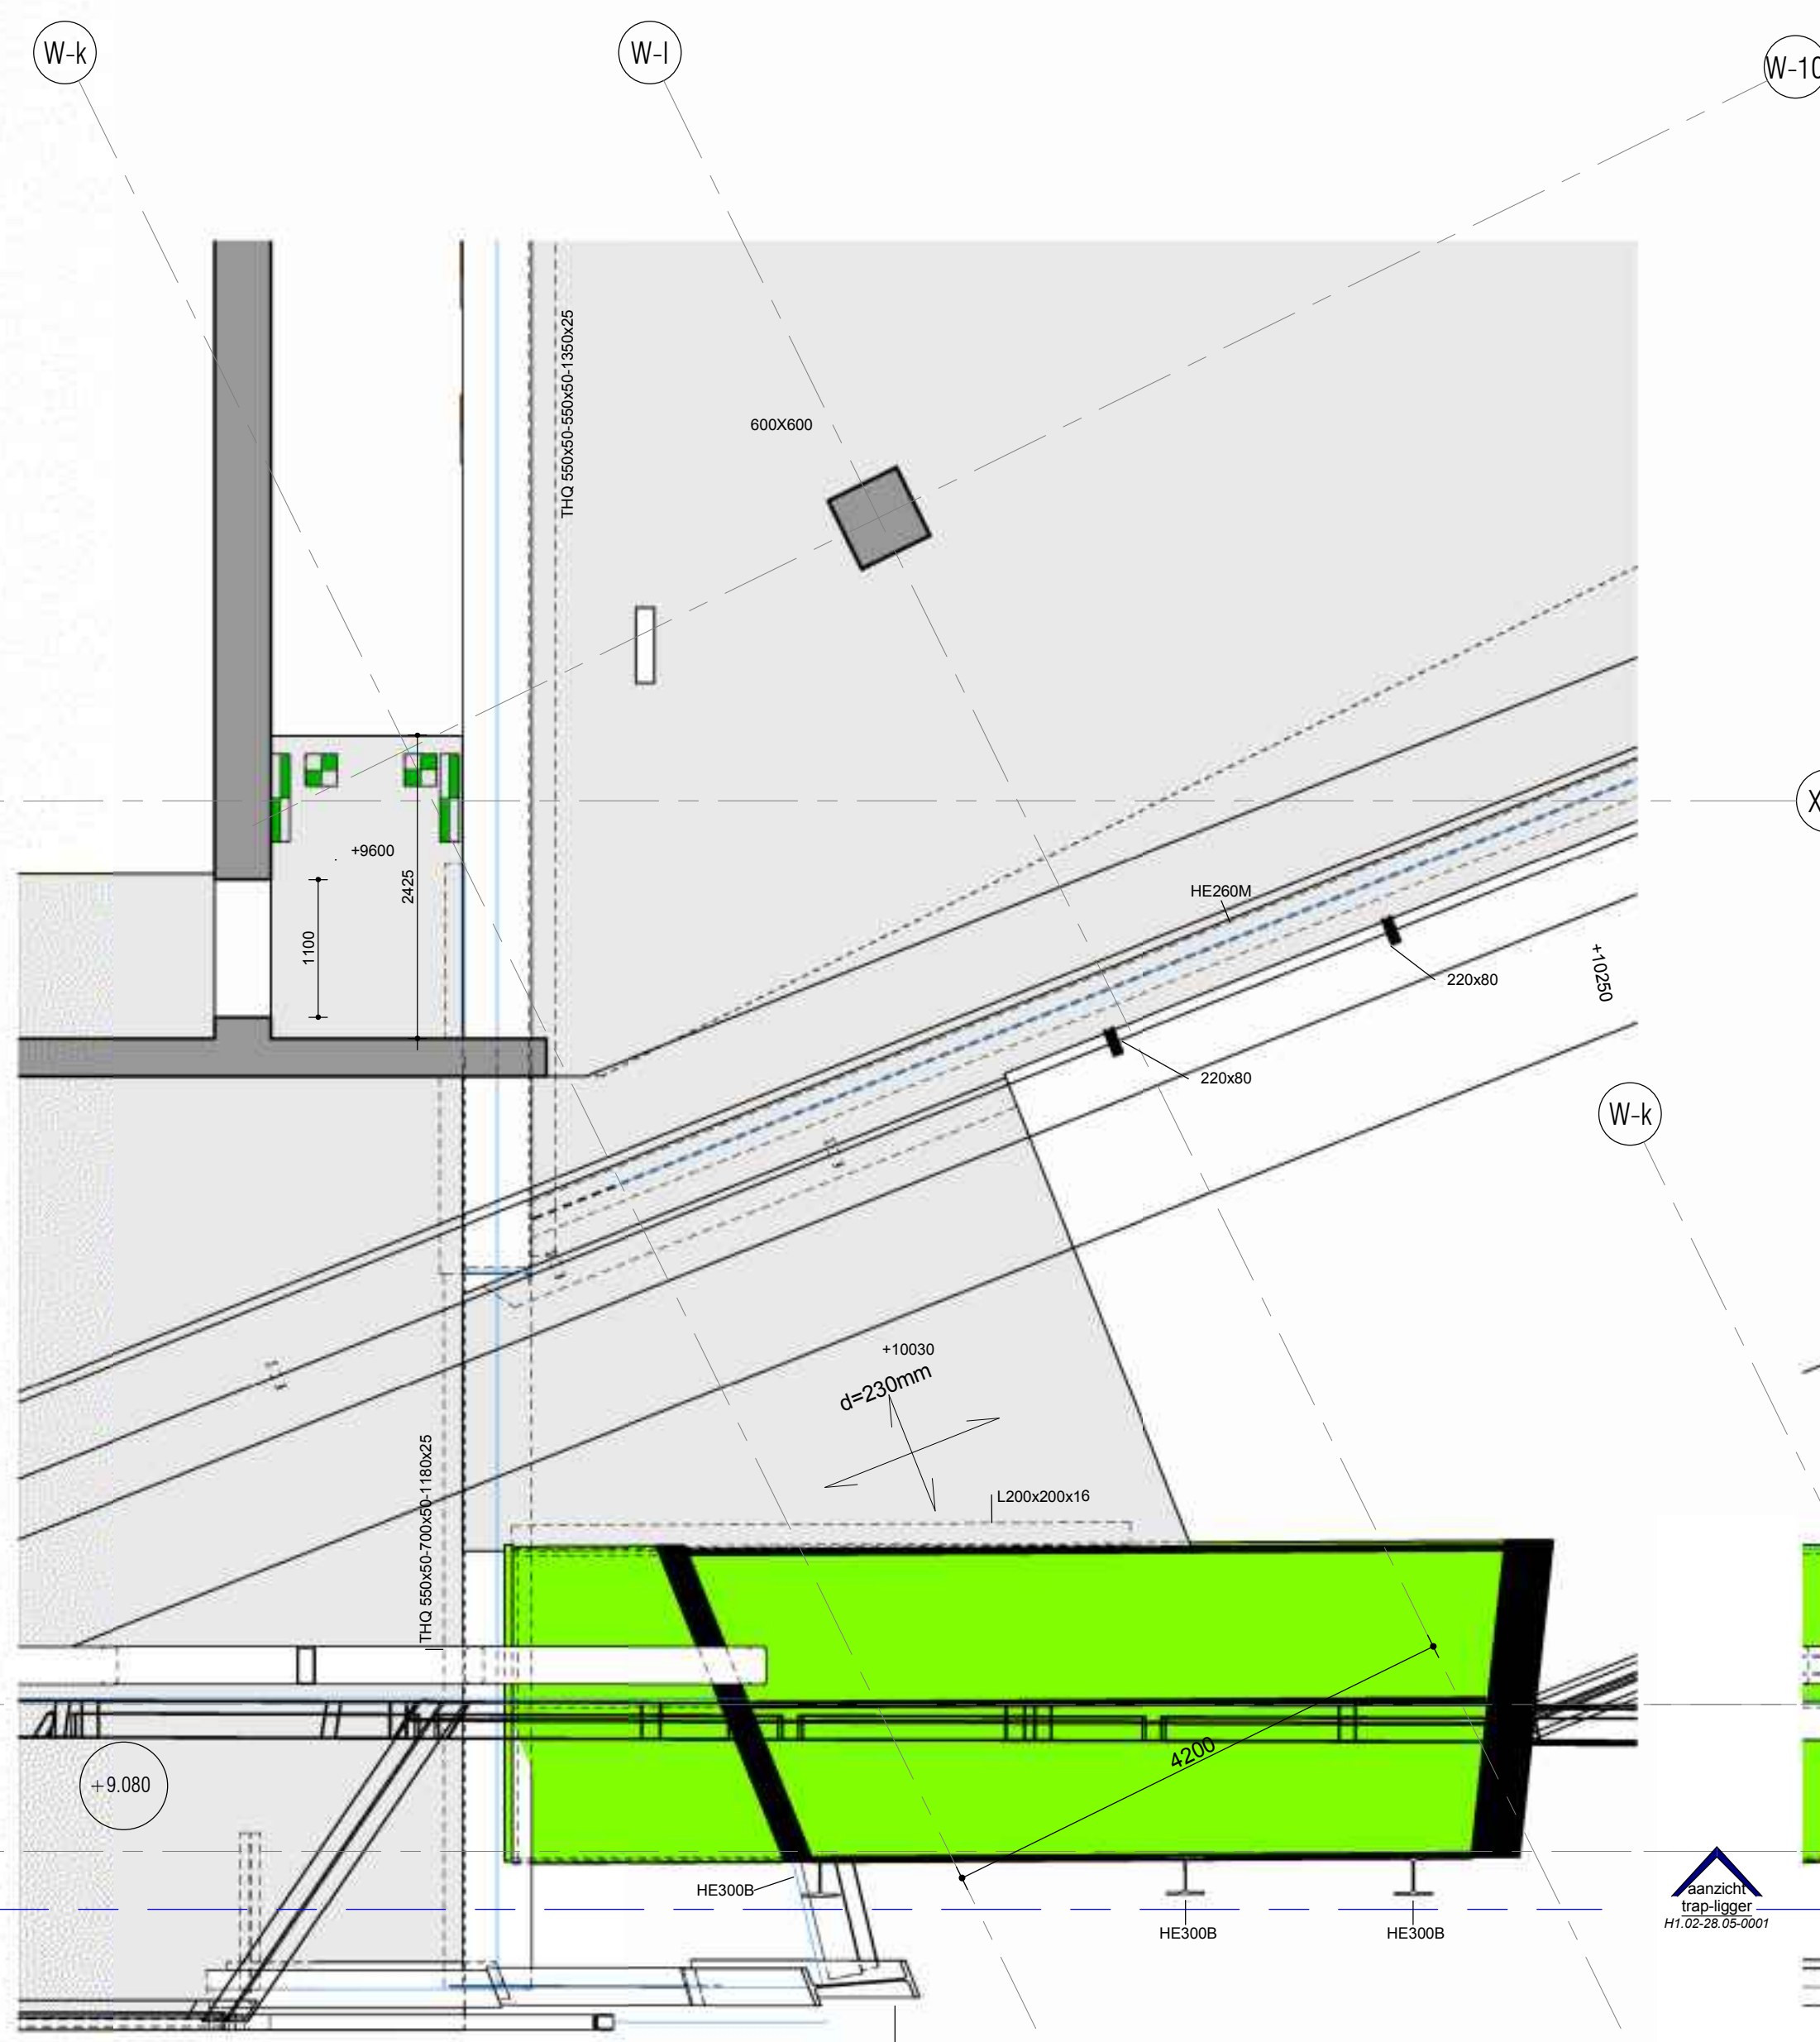 W-k
W-l
W-10
THQ 550x50-550x50-1350x25
600X600
+9600
2425
1100
HE260M
220x80
+10250
220x80
W-k
+10030
d=230mm
L200x200x16
THQ 550x50-700x50-1180x25
4200
+9.080
HE300B
HE300B
HE300B
aanzicht
trap-ligger
H1.02-28.05-0001